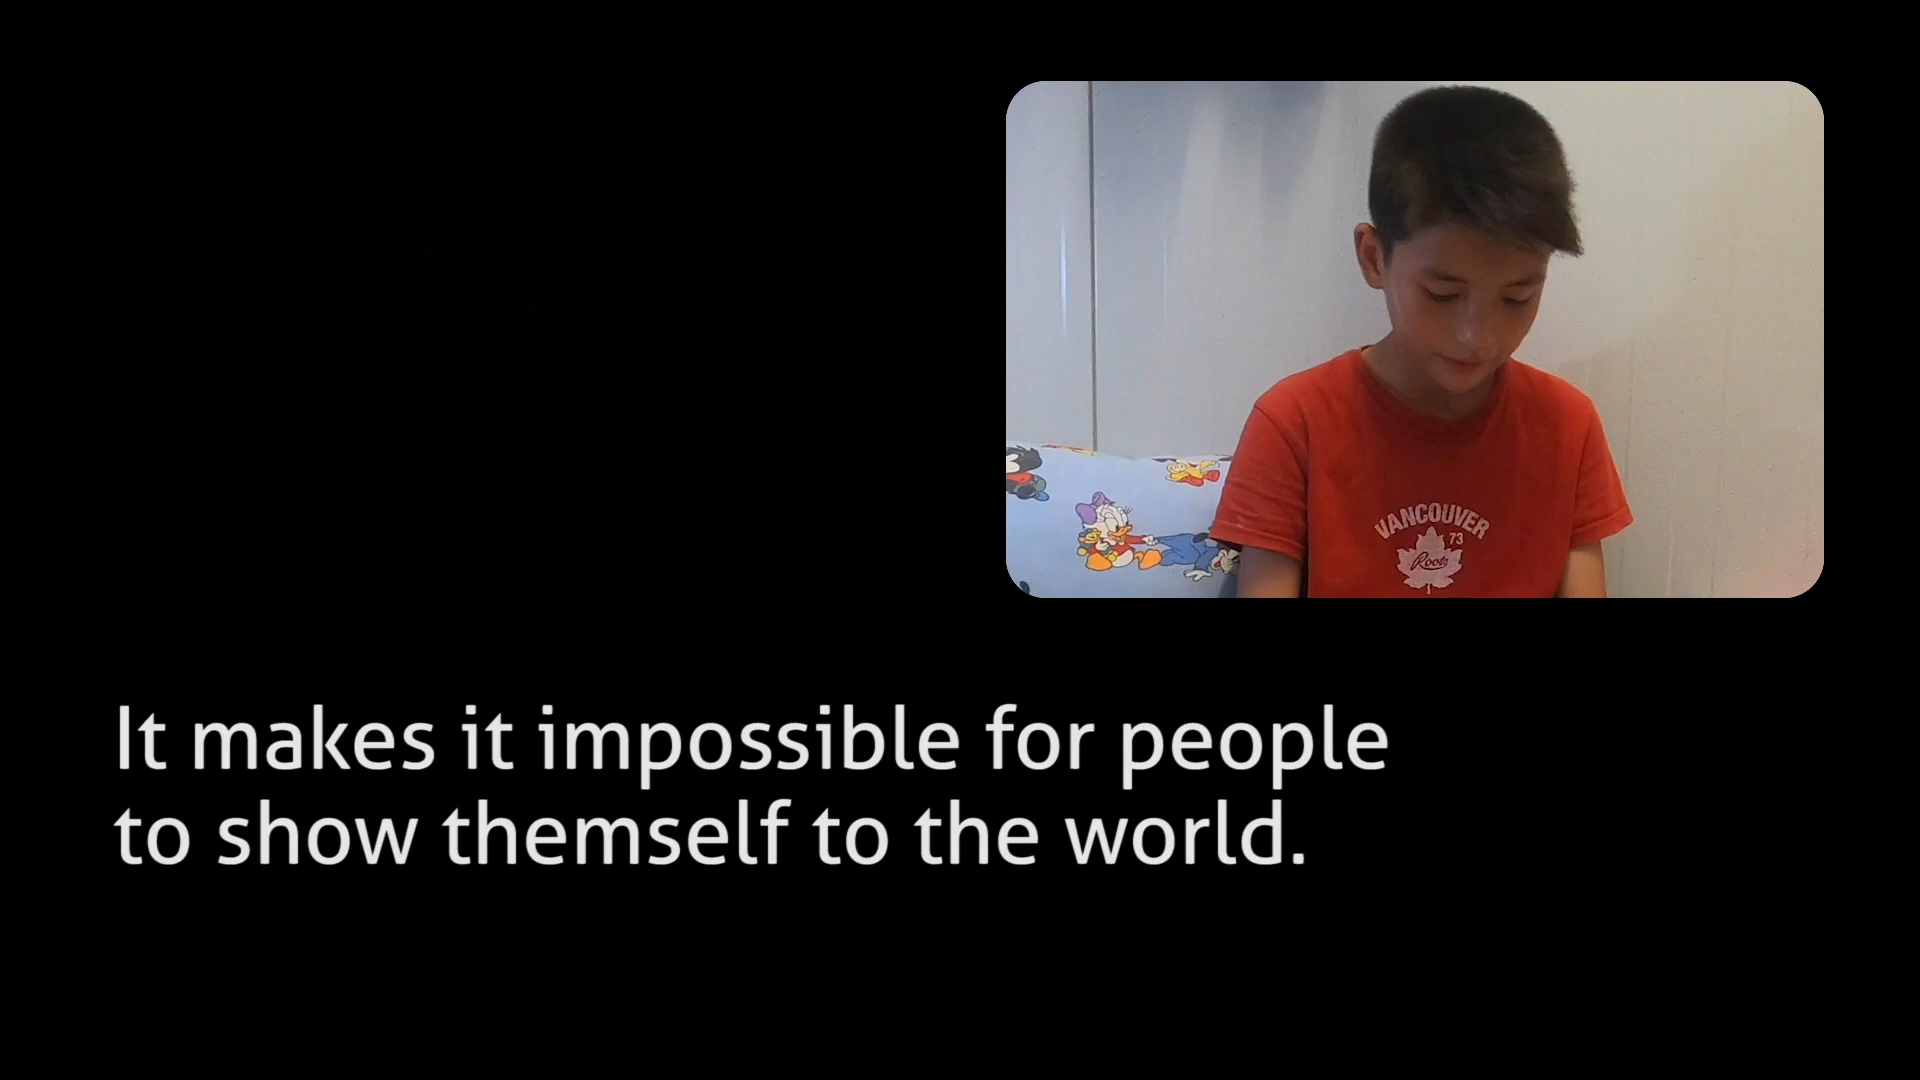 VANCOUVER
73
Roots
It makes it impossible for people
to show themself to the world.